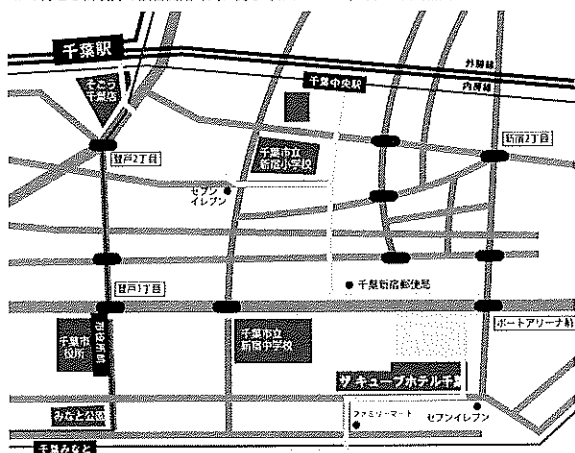 千葉駅
外房線
内房線
千葉中央駅
そごう
千葉店
新宿2丁目
登戸2丁目
千葉市立
新宿小学校
セブン
イレブン
千葉新宿郵便局
登戸1丁目
ポートアリーナ前
千葉市
役所
千葉市立
新宿中学校
ザ キューブホテル千葉
みなと公園
ファミリーマート
セブンイレブン
千葉みなと